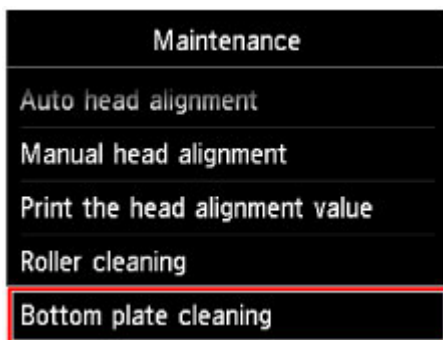 Maintenance
Auto head alignment
Manual head alignment
Print the head alignment value
Roller cleaning
Bottom plate cleaning